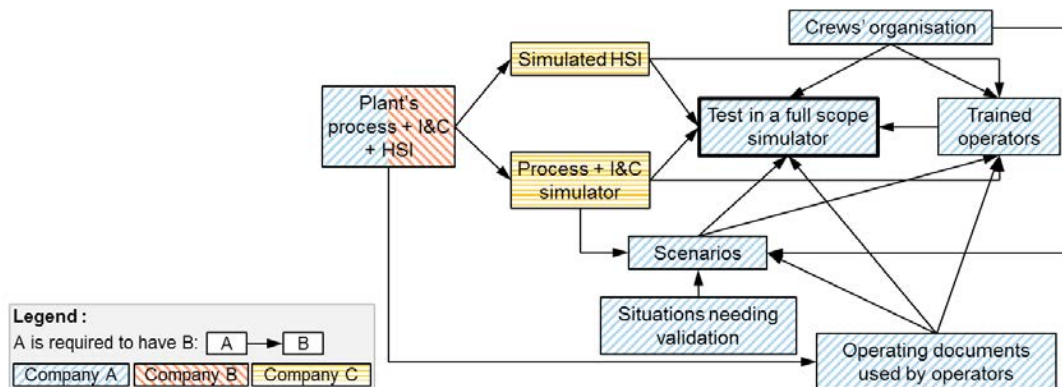 Crews' organisation
Simulated HSI
Plant's
process + I&C
+ HSI
Test in a full scope
simulator
Trained
operators
Process + I&C
simulator
Scenarios
Situations needing
validation
Operating documents
used by operators
Legend :
A is required to have B: A B
Company A Company B Company C